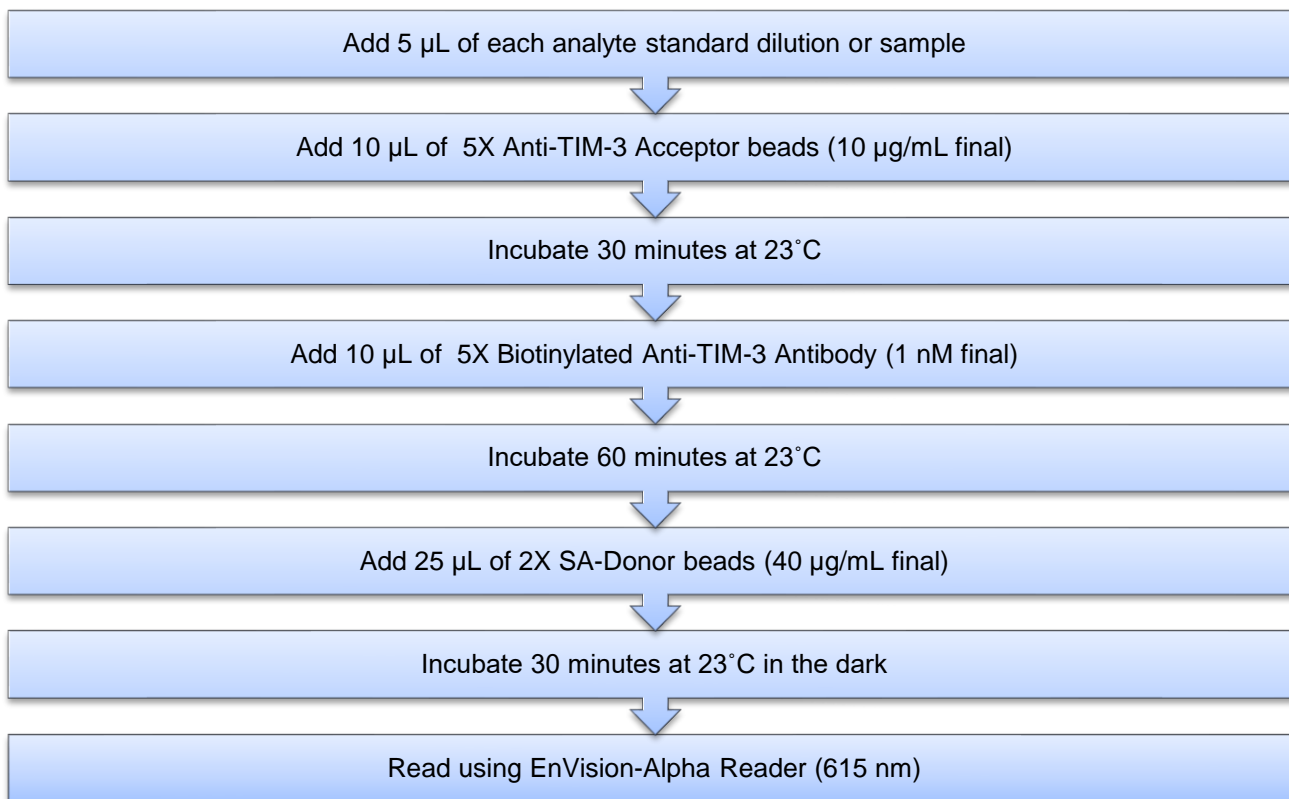 Add 5 µL of each analyte standard dilution or sample
Add 10 µL of  5X Anti-TIM-3 Acceptor beads (10 µg/mL final)
Incubate 30 minutes at 23˚C
Add 10 µL of  5X Biotinylated Anti-TIM-3 Antibody (1 nM final)
Incubate 60 minutes at 23˚C
Add 25 µL of 2X SA-Donor beads (40 µg/mL final)
Incubate 30 minutes at 23˚C in the dark
Read using EnVision-Alpha Reader (615 nm)